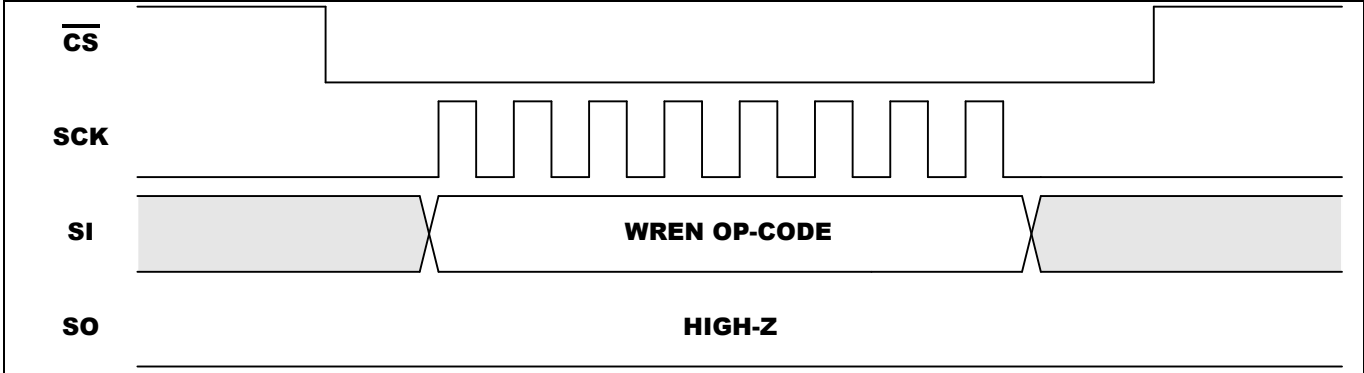 CS
SCK
SI
WREN OP-CODE
SO
HIGH-Z